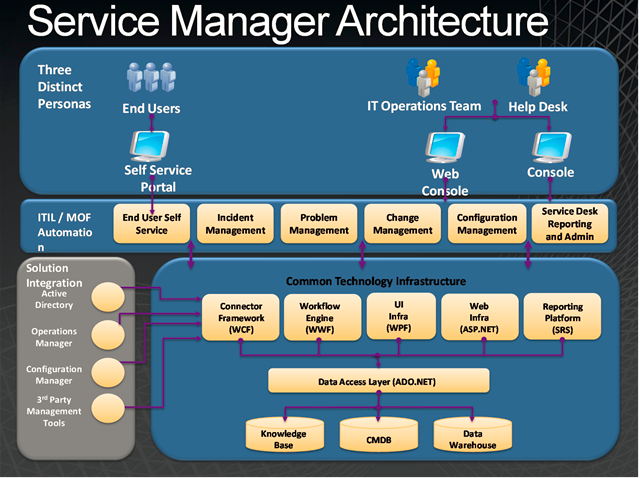 Service Manager Architecture
Three
Distinct
Personas
End Users
IT Operations Team
Help Desk
Self Service
Portal
Web
Console
Console
ITIL / MOF
Automatio
n
End User Self
Service
Incident
Management
Problem
Management
Change
Management
Configuration
Management
Service Desk
Reporting
and Admin
Solution
Integration
Active
Directory
Operations
Manager
Configuration
Manager
3rd Party
Management
Tools
Common Technology Infrastructure
Connector
Framework
(WCF)
Workflow
Engine
(WWF)
UI
Infra
(WPF)
Web
Infra
(ASP.NET)
Reporting
Platform
(SRS)
Data Access Layer (ADO.NET)
Knowledge
Base
CMDB
Data
Warehouse